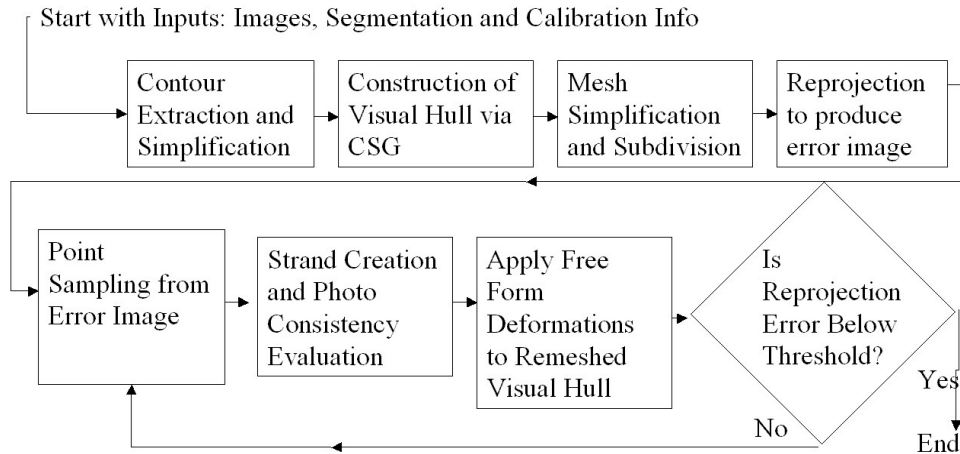 Start with Inputs: Images, Segmentation and Calibration Info
Contour
Extraction and
Simplification
Construction of
Visual Hull via
CSG
Mesh
Simplification
and Subdivision
Reprojection
to produce
error image
Point
Sampling from
Error Image
Strand Creation
and Photo
Consistency
Evaluation
Apply Free
Form
Deformations
to Remeshed
Visual Hull
Is
Reprojection
Error Below
Threshold?
Yes
No
End